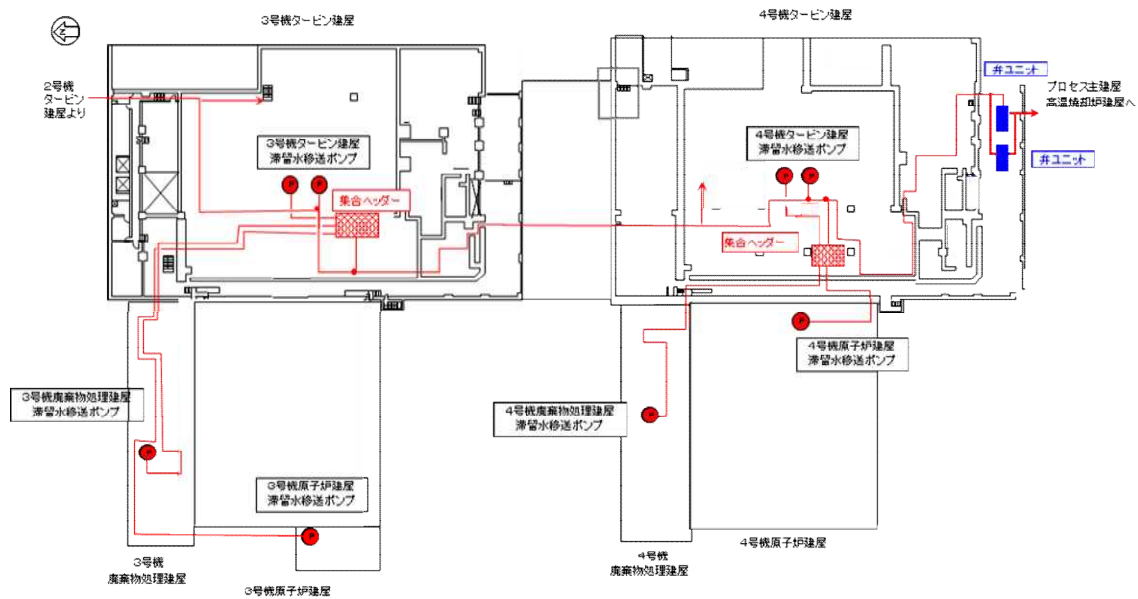 3号機タービン建屋
4号機タービン建屋
Z
2号機
タービン
建屋より
弁ユニット
プロセス主建屋
高温焼却炉建屋へ
3号機タービン建屋
滞留水移送ポンプ
4号機タービン建屋
滞留水移送ポンプ
弁ユニット
P
P
P
P
集合ヘッダー
集合ヘッダー
P
4号機原子炉建屋
滞留水移送ポンプ
3号機廃棄物処理建屋
滞留水移送ポンプ
4号機廃棄物処理建屋
滞留水移送ポンプ
P
P
3号機原子炉建屋
滞留水移送ポンプ
P
3号機
廃棄物処理建屋
3号機原子炉建屋
4号機
廃棄物処理建屋
4号機原子炉建屋